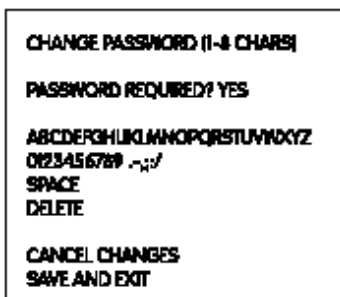 CHANGE PASSWORD (1-8 CHARS)
PASSWORD REQUIRED? YES
ABCDEFGHIJKLMNOPQRSTUVWXYZ
0123456789 .-,;:/
SPACE
DELETE
CANCEL CHANGES
SAVE AND EXIT